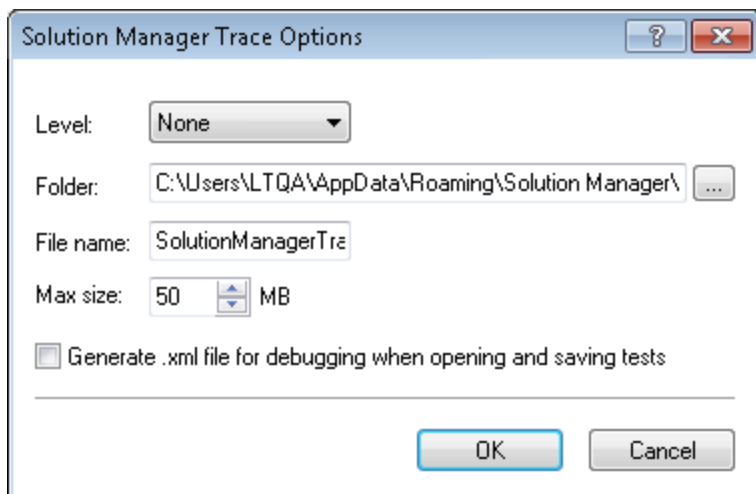 Solution Manager Trace Options
Level: None
Folder: C:\Users\LTQA\AppData\Roaming\Solution Manager\ ...
File name: SolutionManagerTra
Max size: 50 MB
Generate .xml file for debugging when opening and saving tests
OK Cancel